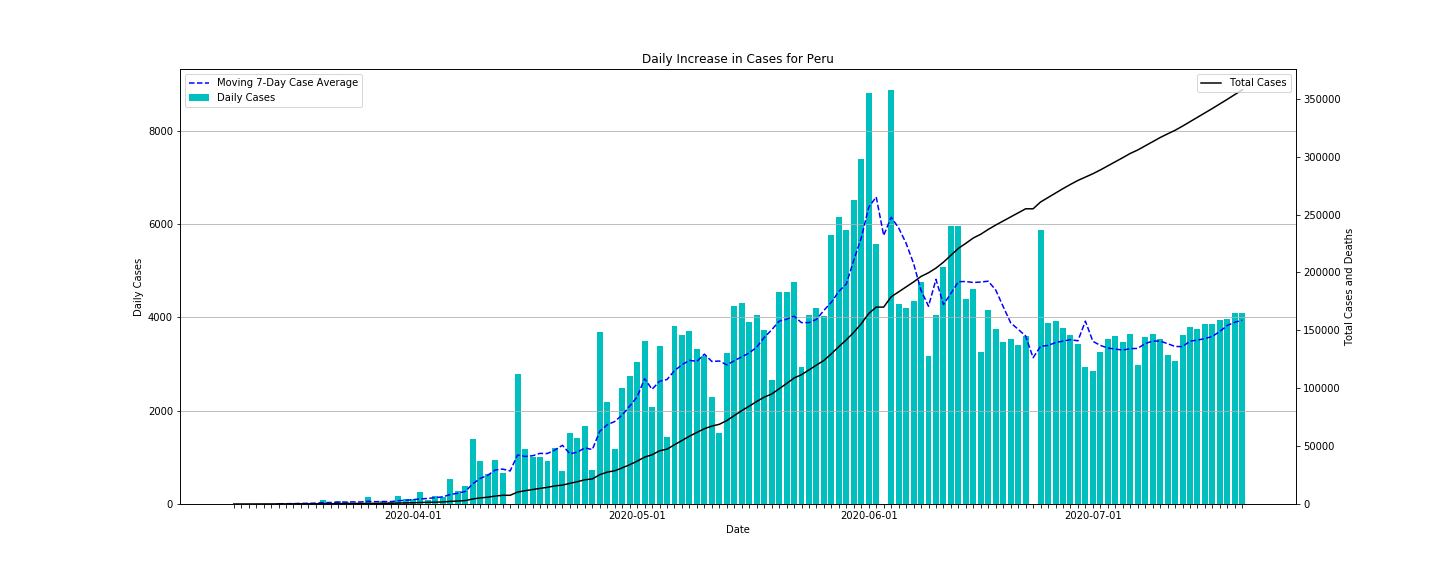 Daily Increase in Cases for Peru
Moving 7-Day Case Average
Daily Cases
Total Cases
8000
6000
4000
2000
0
Daily Cases
350000
300000
250000
200000
150000
100000
50000
0
Total Cases and Deaths
2020-04-01
2020-05-01
2020-06-01
2020-07-01
Date